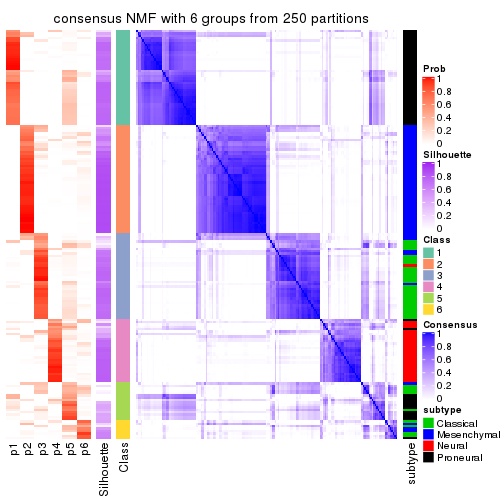 consensus NMF with 6 groups from 250 partitions
Prob
1
0.8
0.6
0.4
0.2
0
Silhouette
1
0.8
0.6
0.4
0.2
0
Class
1
2
3
4
5
6
Consensus
1
0.8
0.6
0.4
0.2
0
subtype
Classical
Mesenchymal
Neural
Proneural
p1
p2
p3
p4
p5
p6
Silhouette
Class
subtype